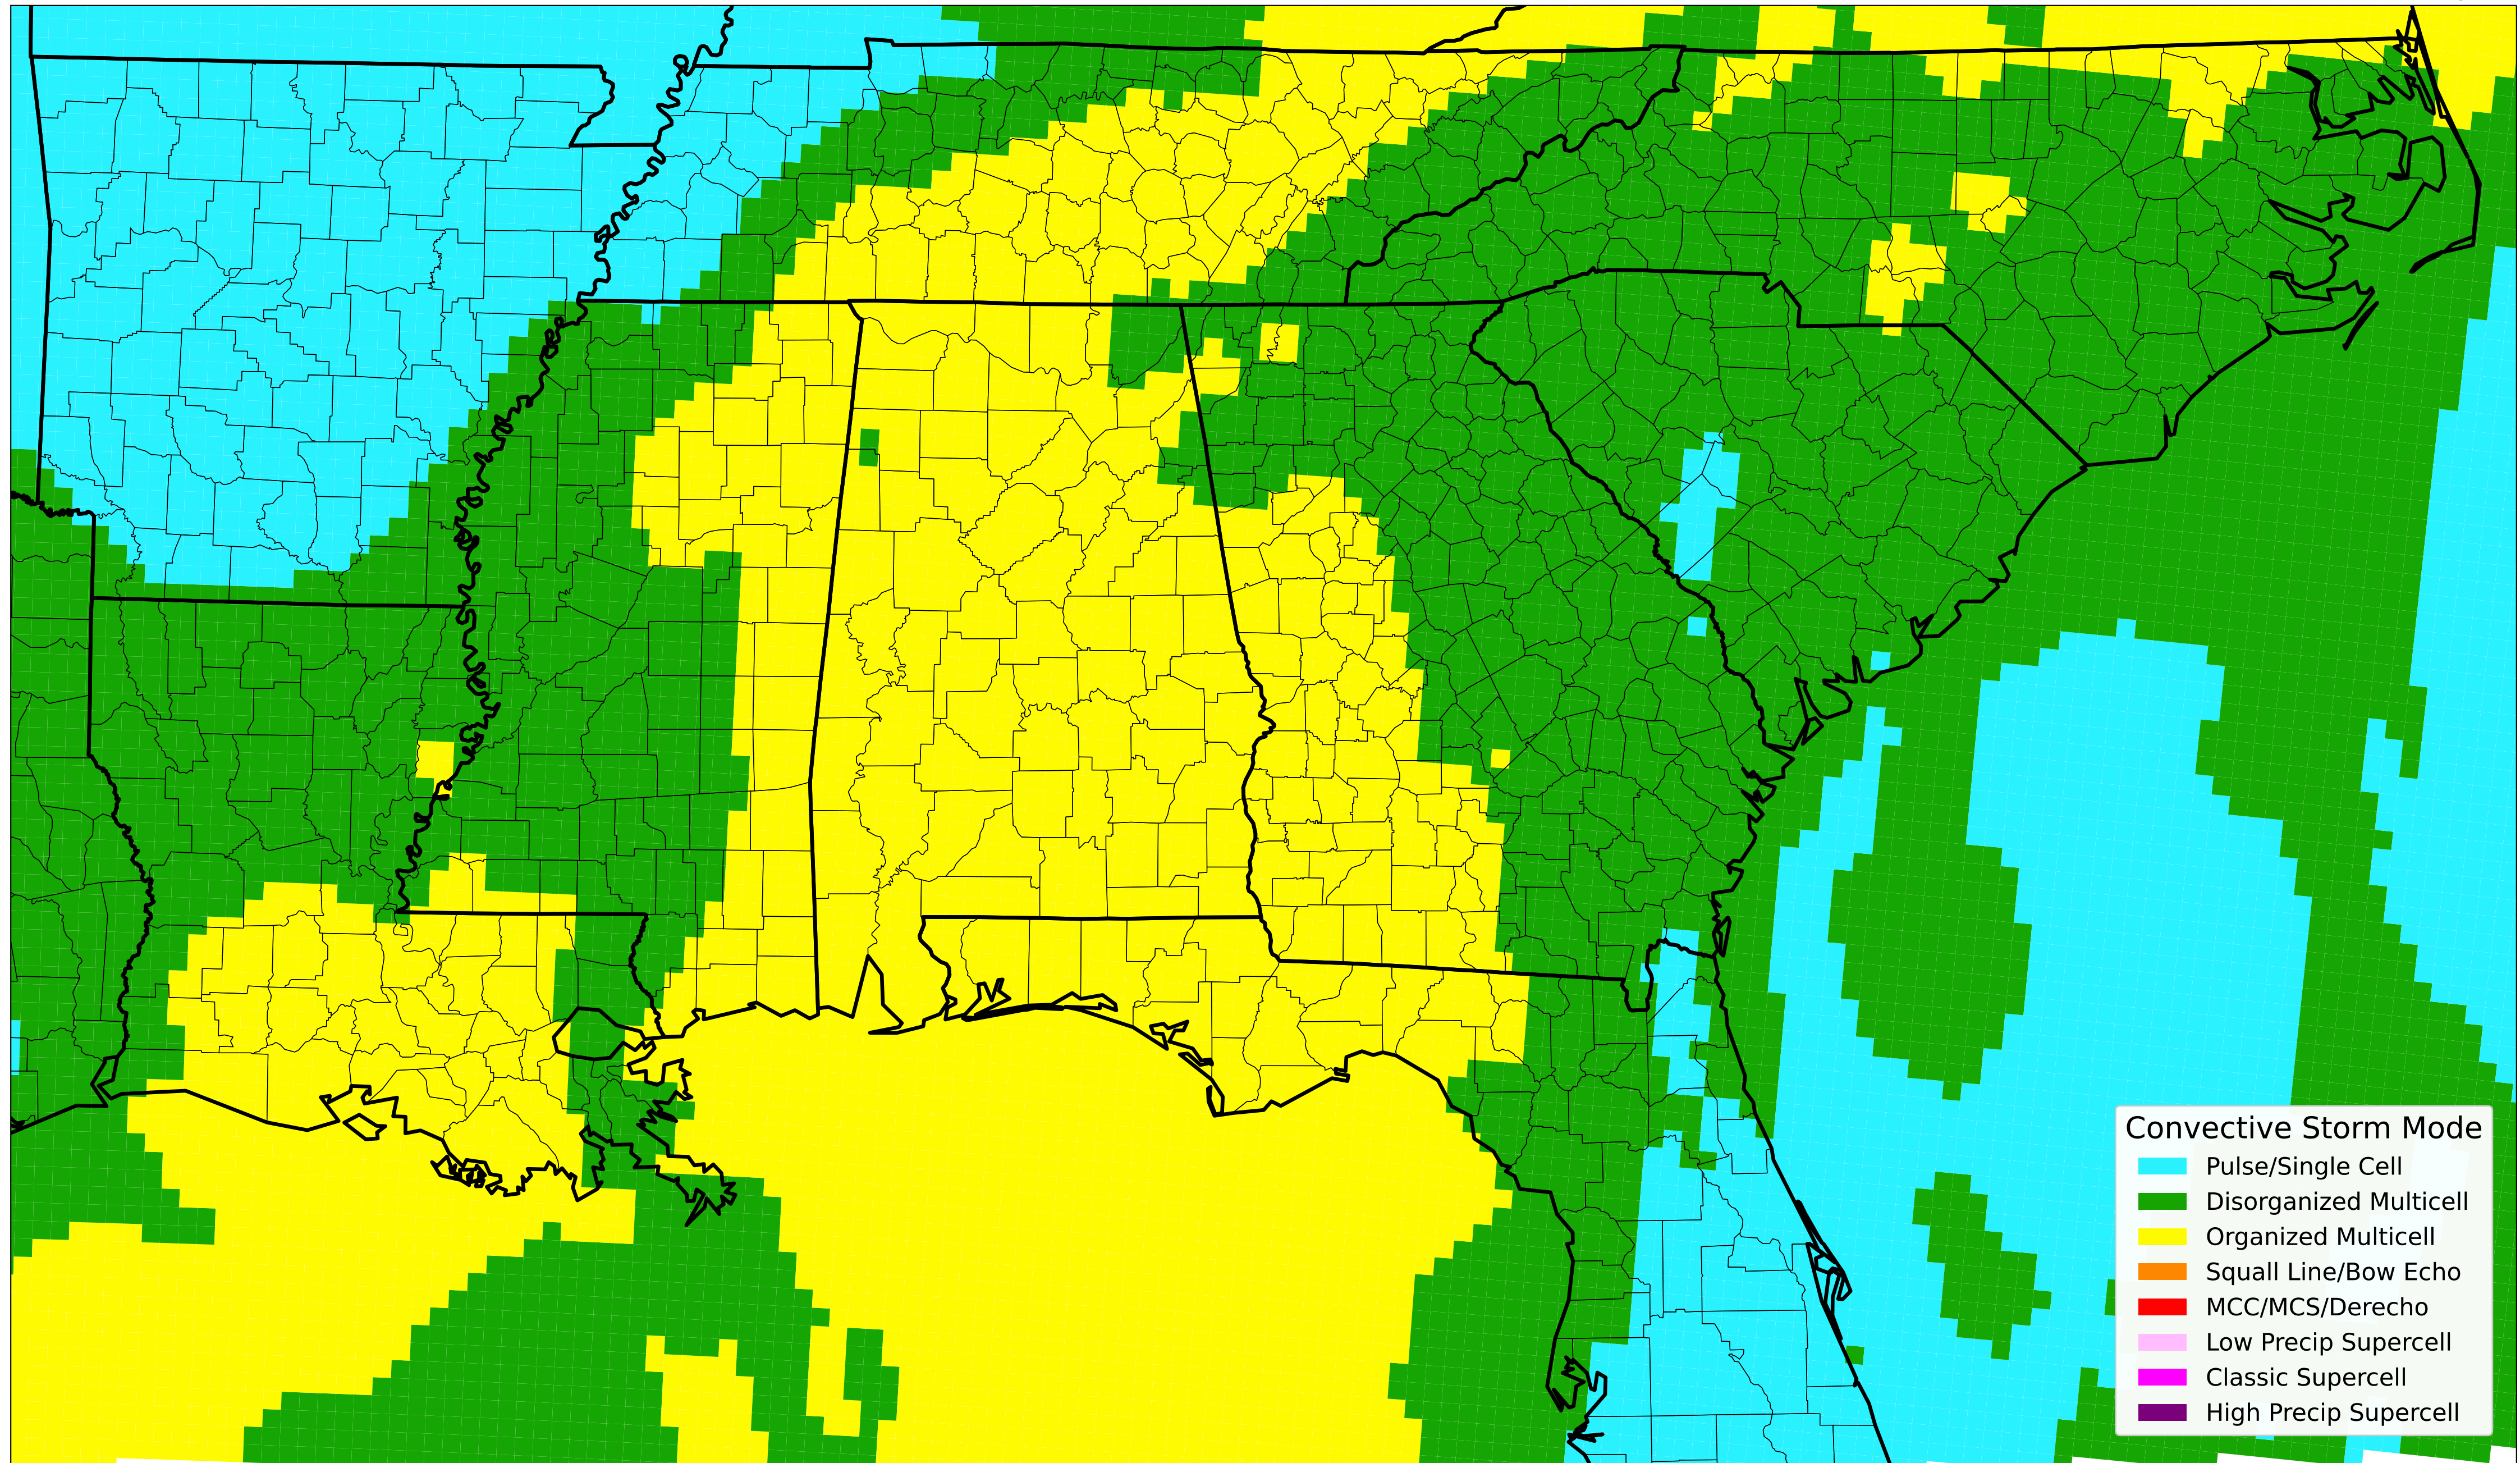 Convective Storm Mode
Pulse/Single Cell
Disorganized Multicell
Organized Multicell
Squall Line/Bow Echo
MCC/MCS/Derecho
Low Precip Supercell
Classic Supercell
High Precip Supercell